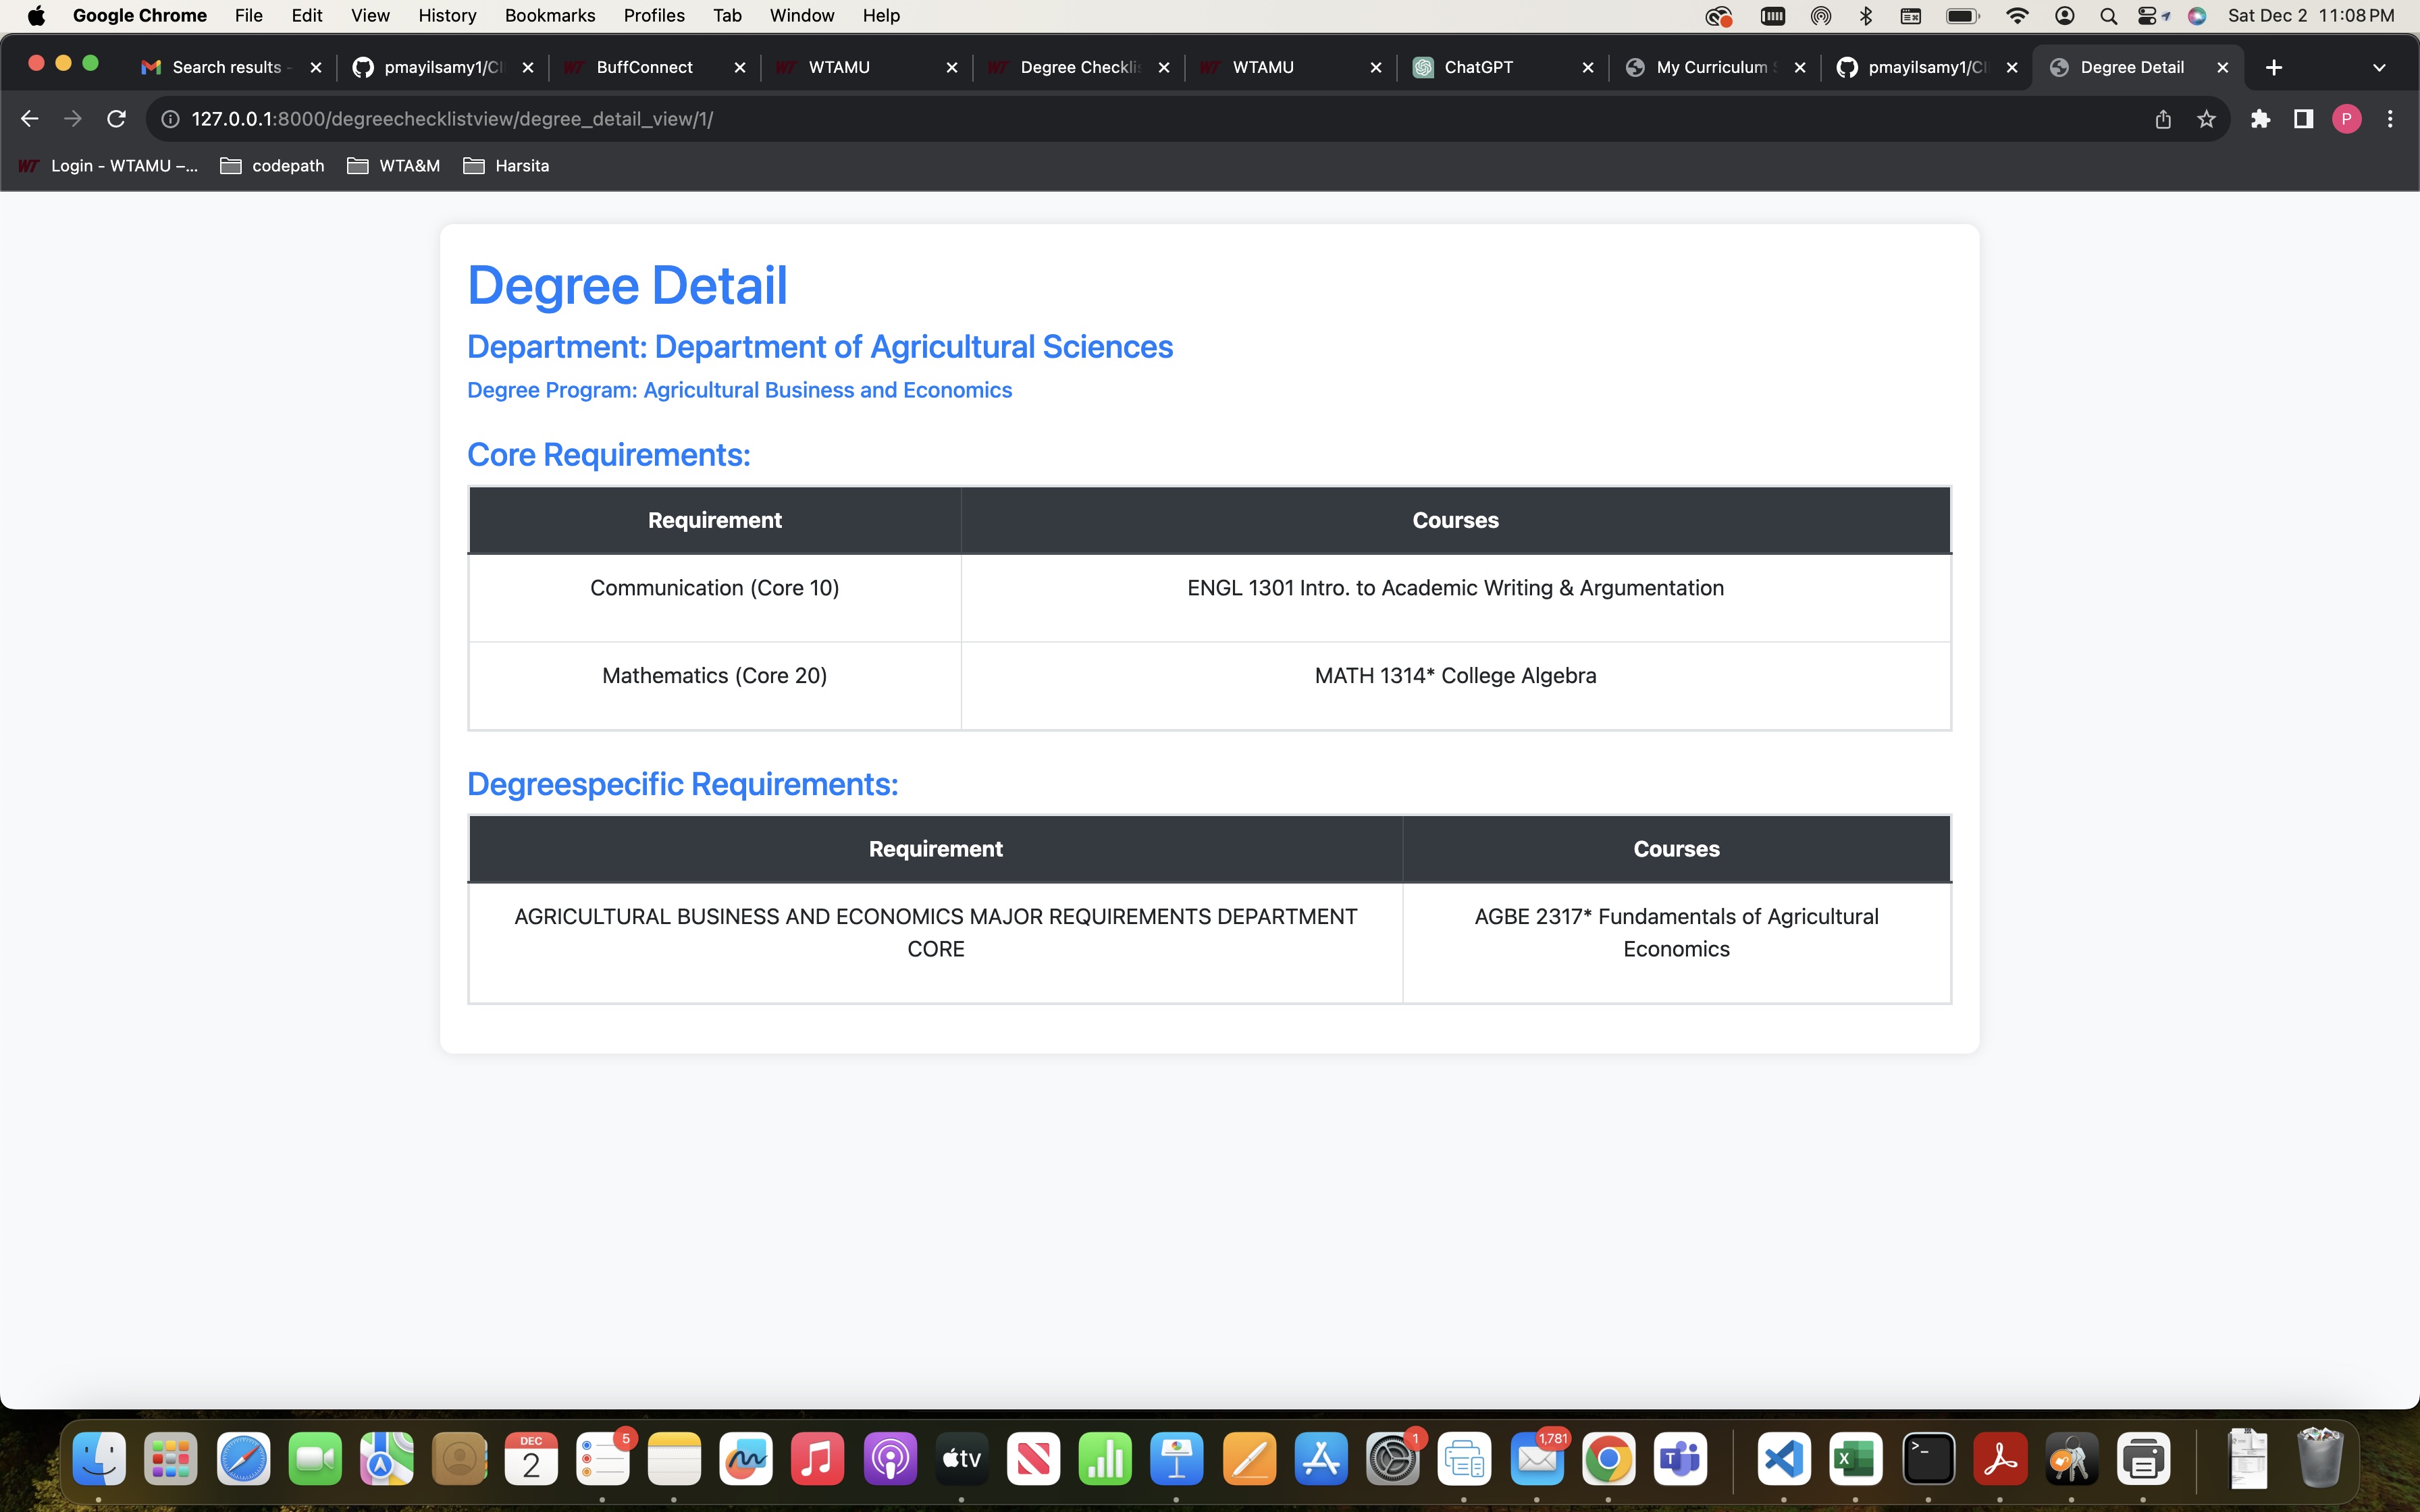 Google Chrome File Edit View History Bookmarks Profiles Tab Window Help Sat Dec 2 11:08 PM
Search results - pmayilsamy1/Cl BuffConnect WTAMU Degree Checklis WTAMU ChatGPT My Curriculum S pmayilsamy1/Cl Degree Detail
127.0.0.1:8000/degreechecklistview/degree_detail_view/1/ P
WT Login - WTAMU –... codepath WTA&M Harsita
Degree Detail
Department: Department of Agricultural Sciences
Degree Program: Agricultural Business and Economics
Core Requirements:
Requirement Courses
Communication (Core 10) ENGL 1301 Intro. to Academic Writing & Argumentation
Mathematics (Core 20) MATH 1314* College Algebra
Degreespecific Requirements:
Requirement Courses
AGRICULTURAL BUSINESS AND ECONOMICS MAJOR REQUIREMENTS DEPARTMENT AGBE 2317* Fundamentals of Agricultural
CORE Economics
DEC 5 1 1,781
2 tv T X >_